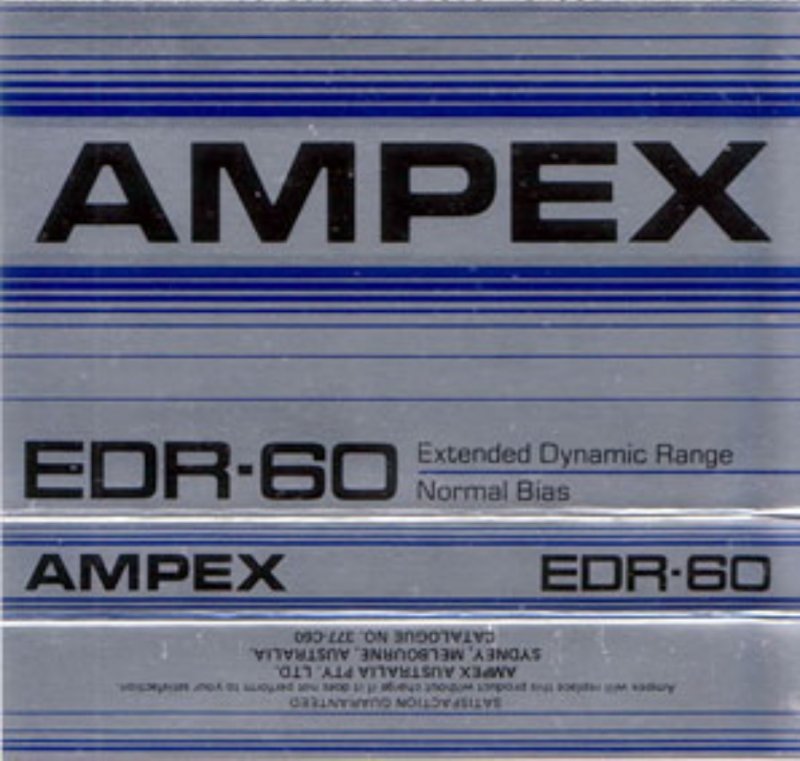 AMPEX
EDR-60
Extended Dynamic Range
Normal Bias
AMPEX
EDR-60
SATISFACTION GUARANTEED
Ampex will replace this product without charge if it does not perform to your satisfaction.
AMPEX AUSTRALIA PTY. LTD.
SYDNEY, MELBOURNE, AUSTRALIA.
CATALOGUE NO. 377-C60